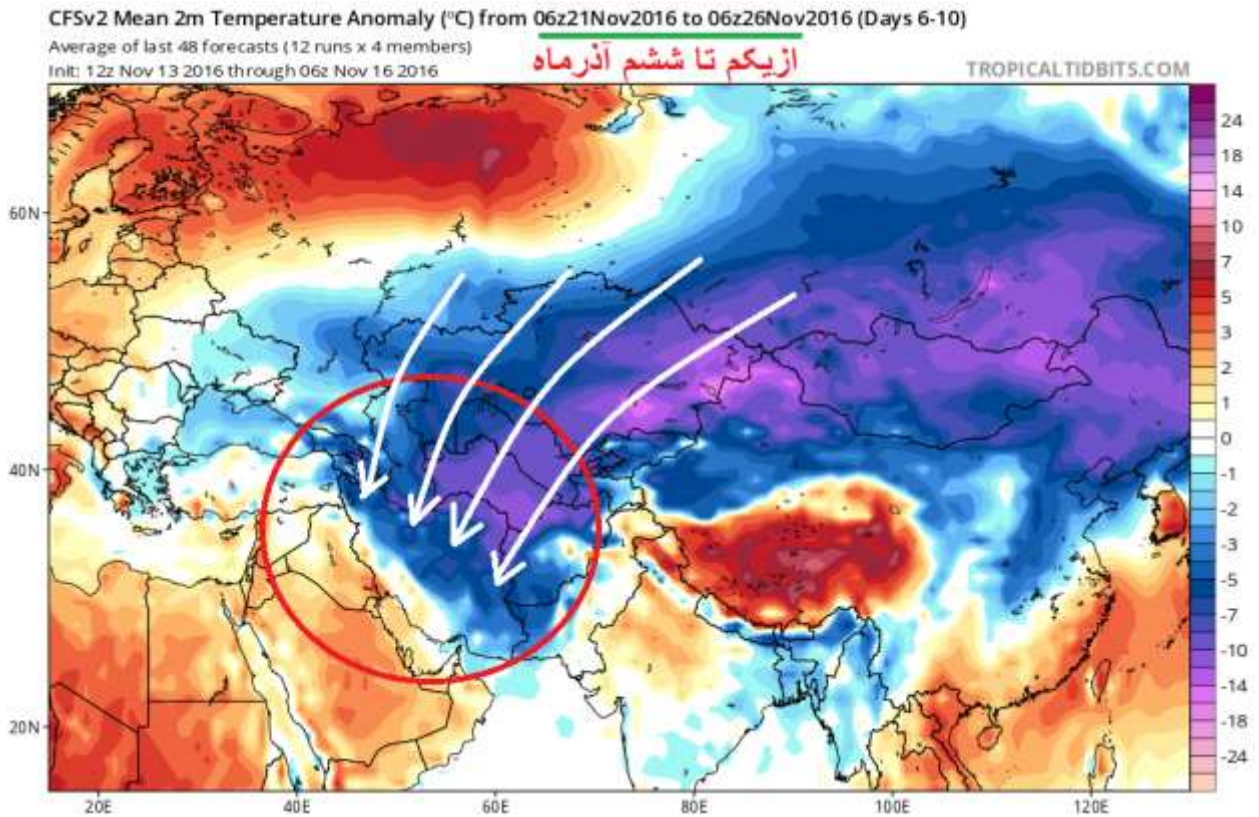 CFSv2 Mean 2m Temperature Anomaly (°C) from 06z21Nov2016 to 06z26Nov2016 (Days 6-10)
Average of last 48 forecasts (12 runs x 4 members)
ازیکم تا ششم آذرماه
Init: 12z Nov 13 2016 through 06z Nov 16 2016
TROPICALTIDBITS.COM
24
18
14
10
7
5
3
2
1
0
-1
-2
-3
-5
-7
-10
-14
-18
-24
60N
40N
20N
20E 40E 60E 80E 100E 120E